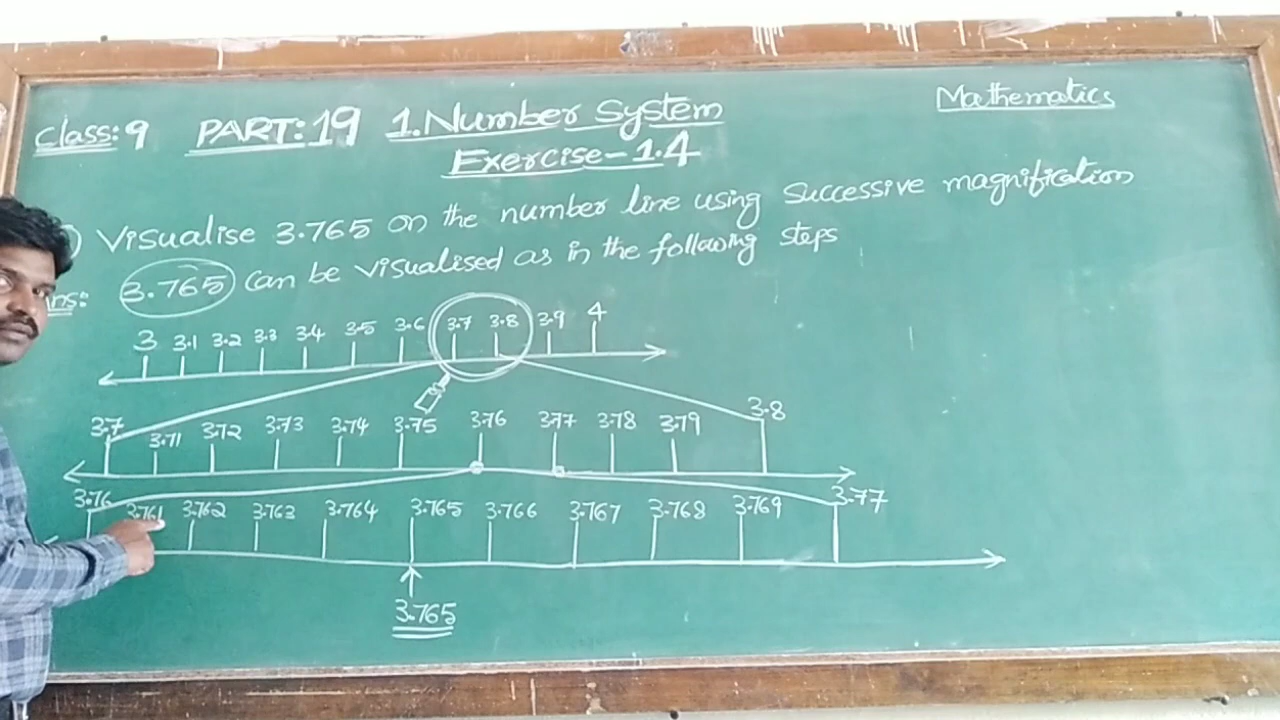 Mathematics
Class: 9 PART: 19 1. Number System
Exercise-1.4
) Visualise 3.765 on the number line using successive magnification
ns: 3.765 can be visualised as in the following steps
3 3.1 3.2 3.3 3.4 3.5 3.6 3.7 3.8 3.9 4
3.7 3.71 3.72 3.73 3.74 3.75 3.76 3.77 3.78 3.79 3.8
3.76 3.761 3.762 3.763 3.764 3.765 3.766 3.767 3.768 3.769 3.77
3.765